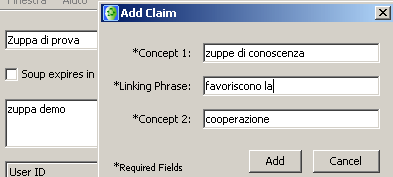 Finestra Aiuto
Zuppa di prova
Soup expires in
zuppa demo
User ID
Add Claim
*Concept 1: zuppe di conoscenza
*Linking Phrase: favoriscono la
*Concept 2: cooperazione
*Required Fields
Add Cancel